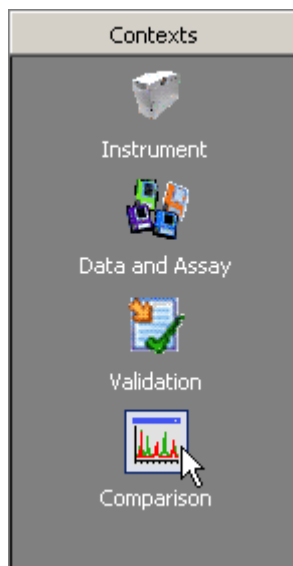 Contexts
Instrument
Data and Assay
Validation
Comparison